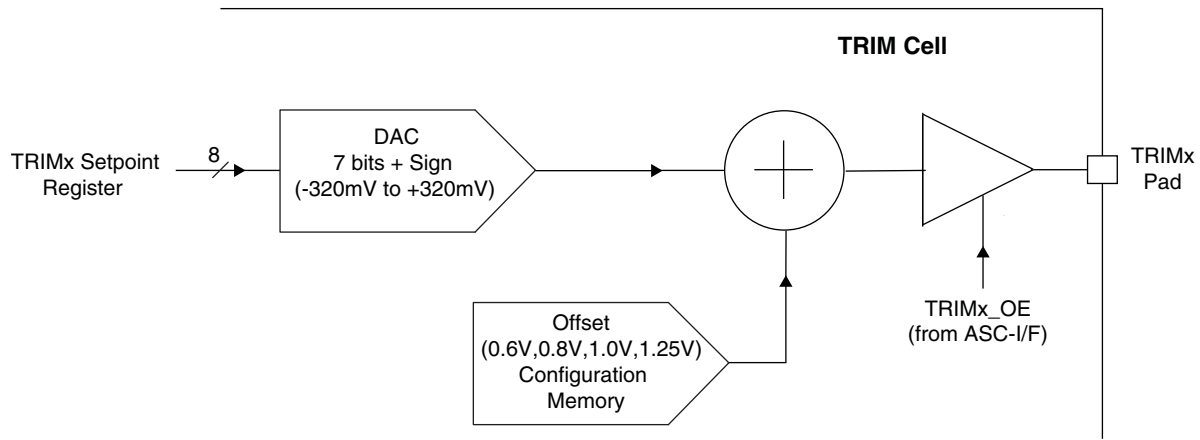 TRIM Cell
8
DAC
7 bits + Sign
(-320mV to +320mV)
TRIMx Setpoint
Register
TRIMx
Pad
TRIMx_OE
(from ASC-I/F)
Offset
(0.6V,0.8V,1.0V,1.25V)
Configuration
Memory